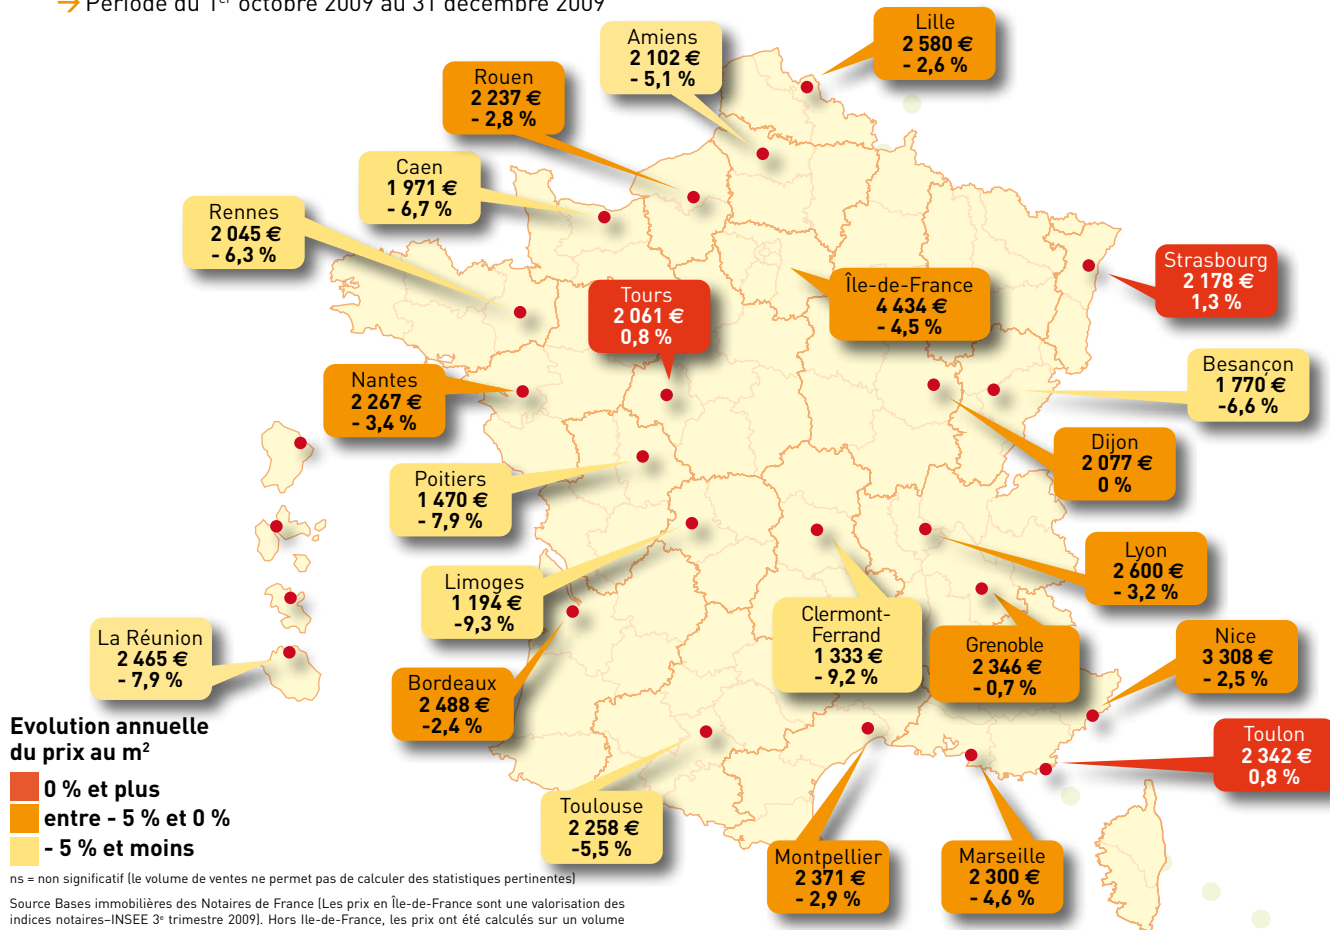 → Période du 1er octobre 2009 au 31 décembre 2009
Lille
2 580 €
- 2,6 %
Amiens
2 102 €
- 5,1 %
Rouen
2 237 €
- 2,8 %
Caen
1 971 €
- 6,7 %
Rennes
2 045 €
- 6,3 %
Strasbourg
2 178 €
1,3 %
Île-de-France
4 434 €
- 4,5 %
Tours
2 061 €
0,8 %
Besançon
1 770 €
-6,6 %
Nantes
2 267 €
- 3,4 %
Dijon
2 077 €
0 %
Poitiers
1 470 €
- 7,9 %
Lyon
2 600 €
- 3,2 %
Limoges
1 194 €
-9,3 %
Clermont-
Ferrand
1 333 €
- 9,2 %
Grenoble
2 346 €
- 0,7 %
Nice
3 308 €
- 2,5 %
La Réunion
2 465 €
- 7,9 %
Bordeaux
2 488 €
-2,4 %
Toulon
2 342 €
0,8 %
Toulouse
2 258 €
-5,5 %
Montpellier
2 371 €
- 2,9 %
Marseille
2 300 €
- 4,6 %
Evolution annuelle
du prix au m²
0 % et plus
entre - 5 % et 0 %
- 5 % et moins
ns = non significatif (le volume de ventes ne permet pas de calculer des statistiques pertinentes)
Source Bases immobilières des Notaires de France (Les prix en Île-de-France sont une valorisation des
indices notaires–INSEE 3e trimestre 2009). Hors Ile-de-France, les prix ont été calculés sur un volume